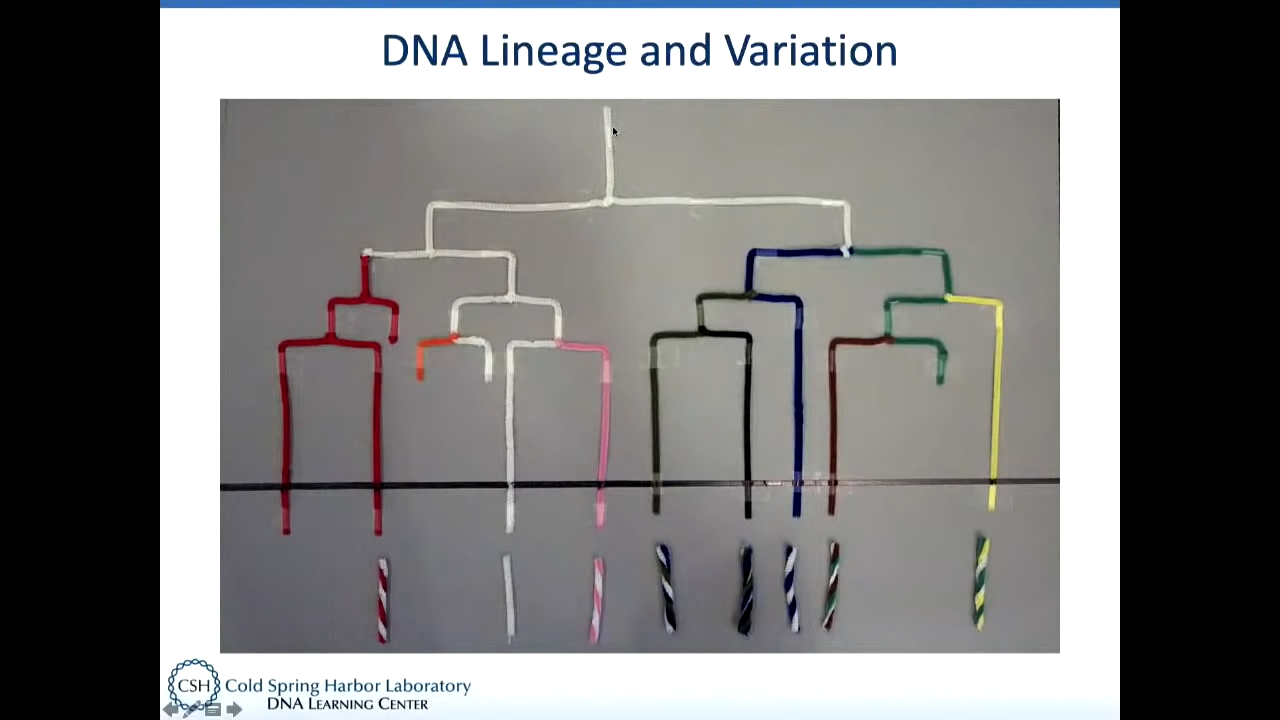 DNA Lineage and Variation
CSH Cold Spring Harbor Laboratory
DNA LEARNING CENTER